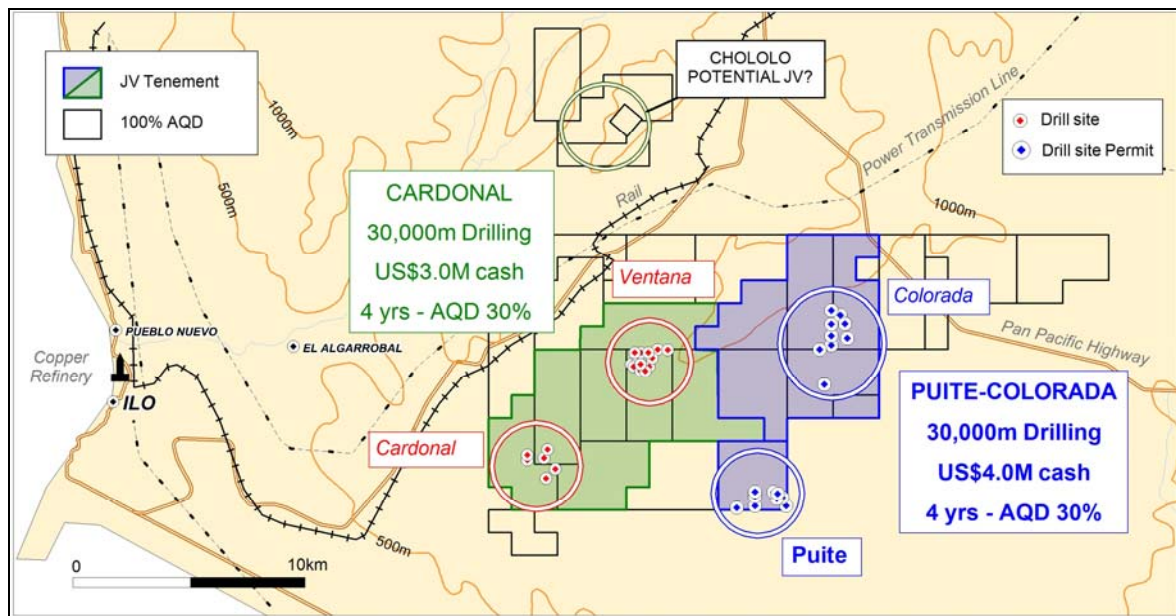 JV Tenement
100% AQD
CHOLOLO
POTENTIAL JV?
Drill site
Drill site Permit
1000m
500m
Power Transmission Line
Rail
1000m
CARDONAL
30,000m Drilling
US$3.0M cash
4 yrs - AQD 30%
Ventana
Colorada
PUEBLO NUEVO
EL ALGARROBAL
Copper
Refinery
ILO
Pan Pacific Highway
PUITE-COLORADA
30,000m Drilling
US$4.0M cash
4 yrs - AQD 30%
Cardonal
Puite
500m
0
10km